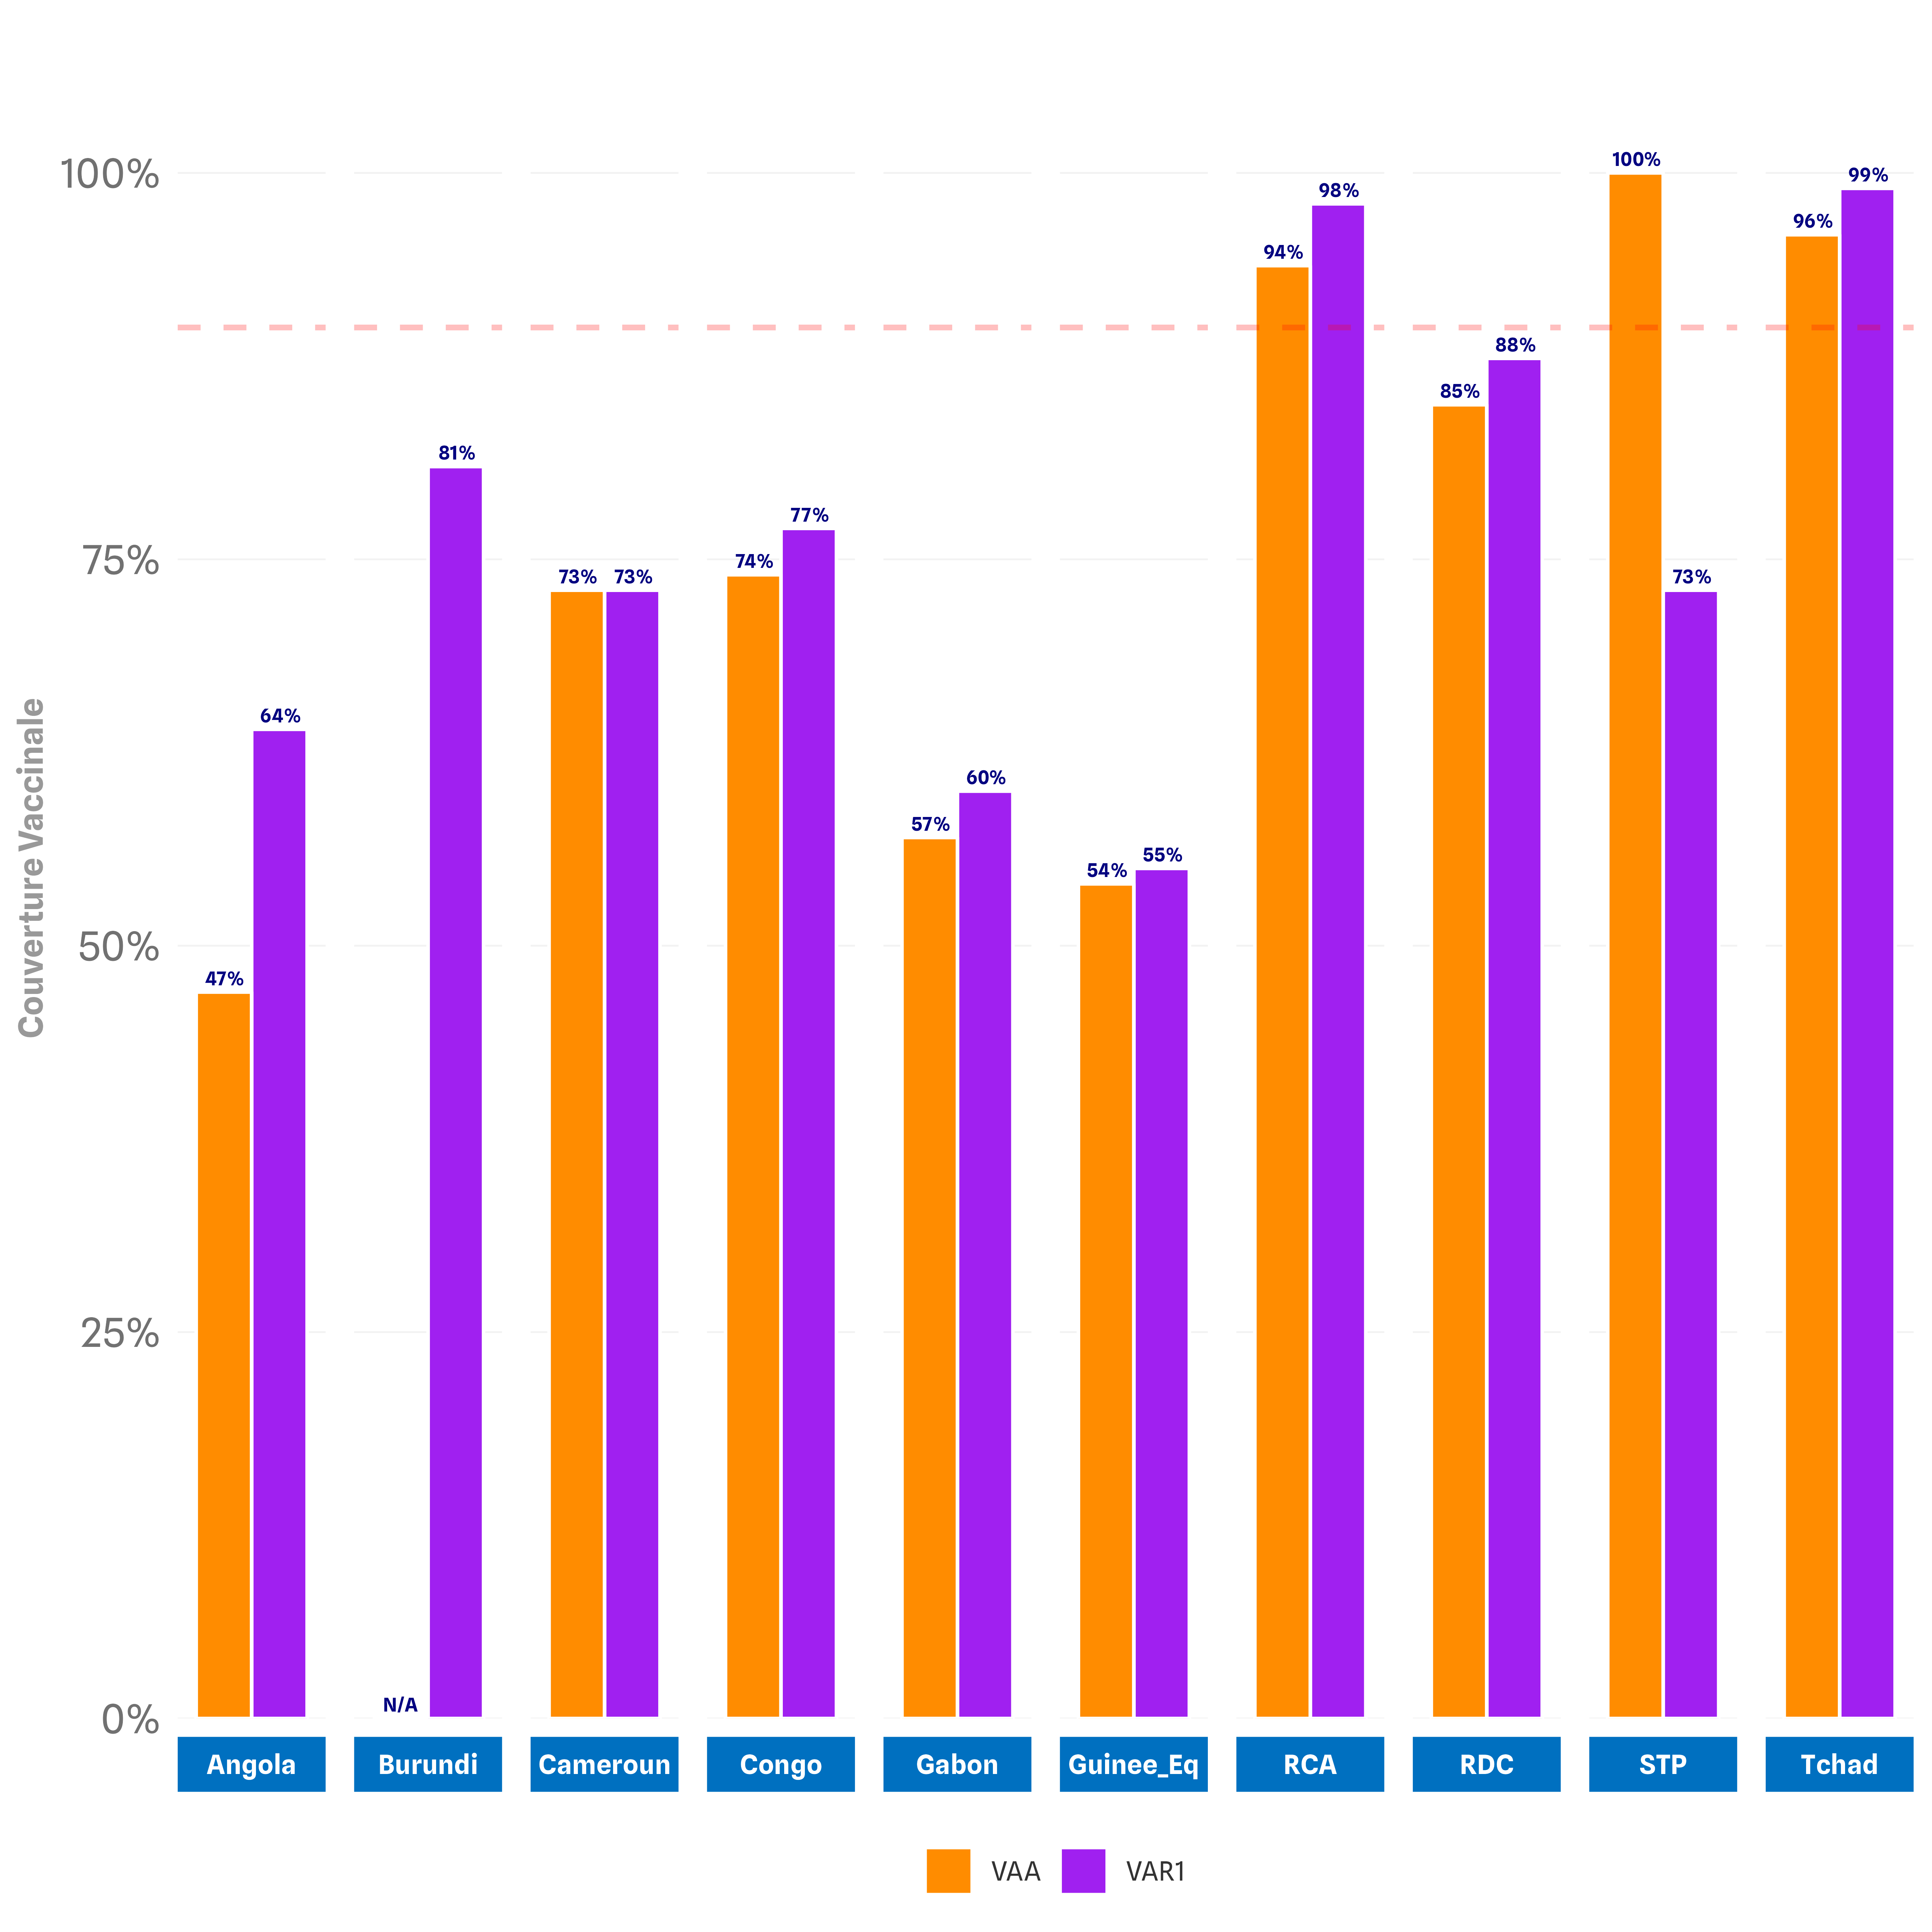 Couverture Vaccinale
100%
75%
50%
25%
0%
47%
64%
N/A
81%
73%
73%
74%
77%
57%
60%
54%
55%
94%
98%
85%
88%
100%
73%
96%
99%
Angola
Burundi
Cameroun
Congo
Gabon
Guinee_Eq
RCA
RDC
STP
Tchad
VAA
VAR1